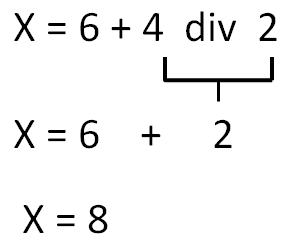 X = 6 + 4 div 2
X = 6 + 2
X = 8